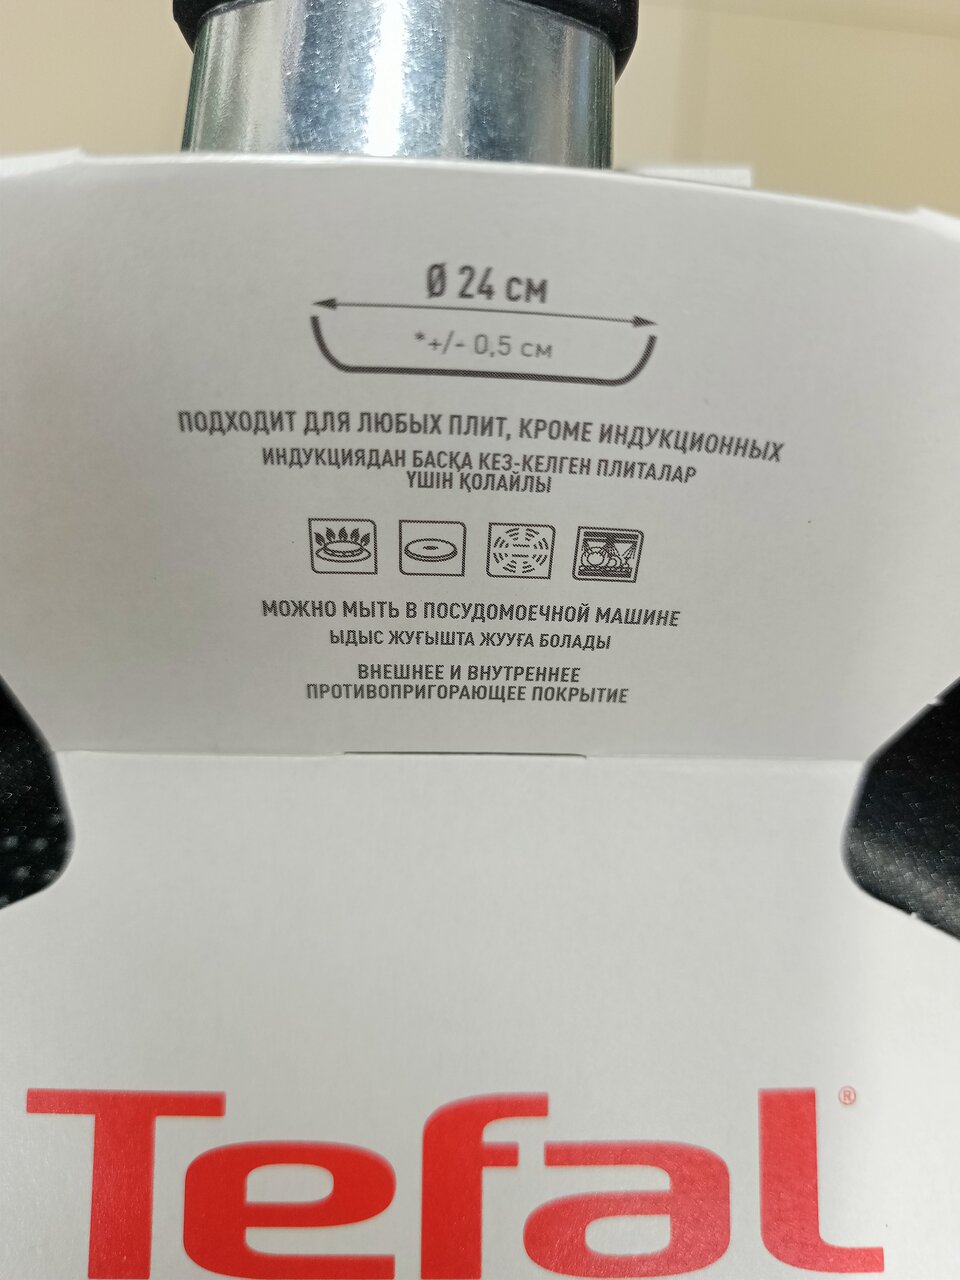 Ø 24 СМ
*+/- 0,5 СМ
ПОДХОДИТ ДЛЯ ЛЮБЫХ ПЛИТ, КРОМЕ ИНДУКЦИОННЫХ
ИНДУКЦИЯДАН БАСҚА КЕЗ-КЕЛГЕН ПЛИТАЛАР
ҮШІН ҚОЛАЙЛЫ
МОЖНО МЫТЬ В ПОСУДОМОЕЧНОЙ МАШИНЕ
ЫДЫС ЖУҒЫШТА ЖУУҒА БОЛАДЫ
ВНЕШНЕЕ И ВНУТРЕННЕЕ
ПРОТИВОПРИГОРАЮЩЕЕ ПОКРЫТИЕ
Tefal®